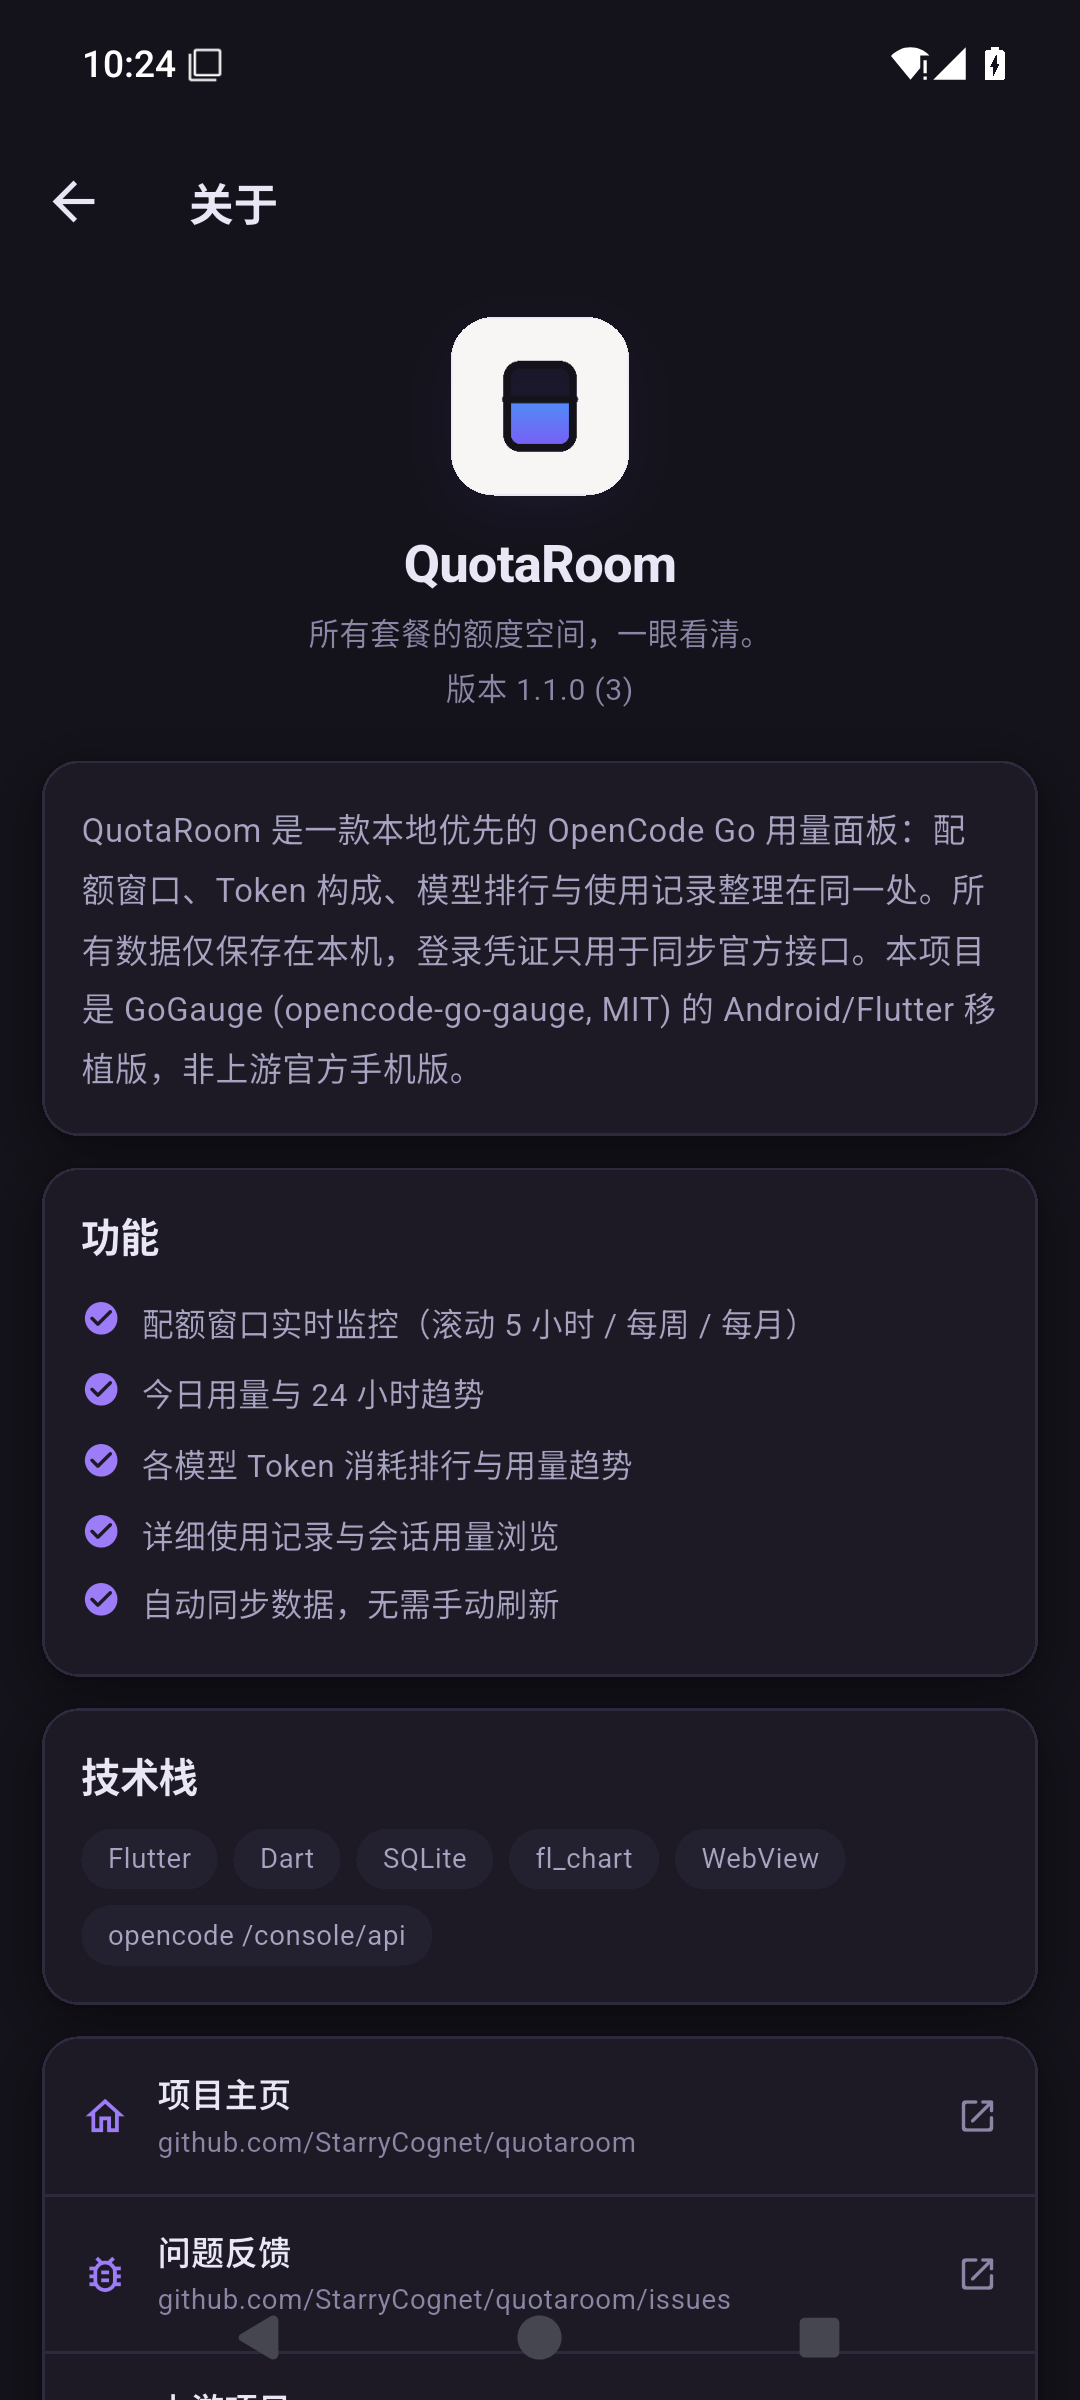 10:24
关于
QuotaRoom
所有套餐的额度空间，一眼看清。
版本 1.1.0 (3)
QuotaRoom 是一款本地优先的 OpenCode Go 用量面板：配
额窗口、Token 构成、模型排行与使用记录整理在同一处。所
有数据仅保存在本机，登录凭证只用于同步官方接口。本项目
是 GoGauge (opencode-go-gauge, MIT) 的 Android/Flutter 移
植版，非上游官方手机版。
功能
配额窗口实时监控（滚动 5 小时 / 每周 / 每月）
今日用量与 24 小时趋势
各模型 Token 消耗排行与用量趋势
详细使用记录与会话用量浏览
自动同步数据，无需手动刷新
技术栈
Flutter
Dart
SQLite
fl_chart
WebView
opencode /console/api
项目主页
github.com/StarryCognet/quotaroom
问题反馈
github.com/StarryCognet/quotaroom/issues